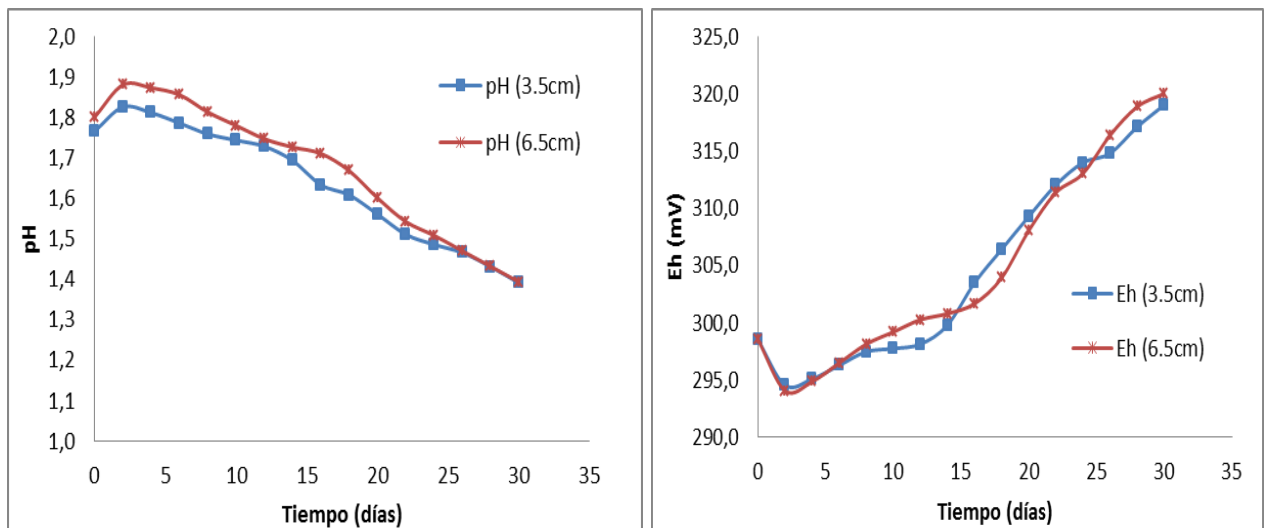 2,0
1,9
1,8
1,7
1,6
1,5
1,4
1,3
1,2
1,1
1,0
pH
pH (3.5cm)
pH (6.5cm)
0 5 10 15 20 25 30 35
Tiempo (días)
325,0
320,0
315,0
310,0
305,0
300,0
295,0
290,0
Eh (mV)
Eh (3.5cm)
Eh (6.5cm)
0 5 10 15 20 25 30 35
Tiempo (días)